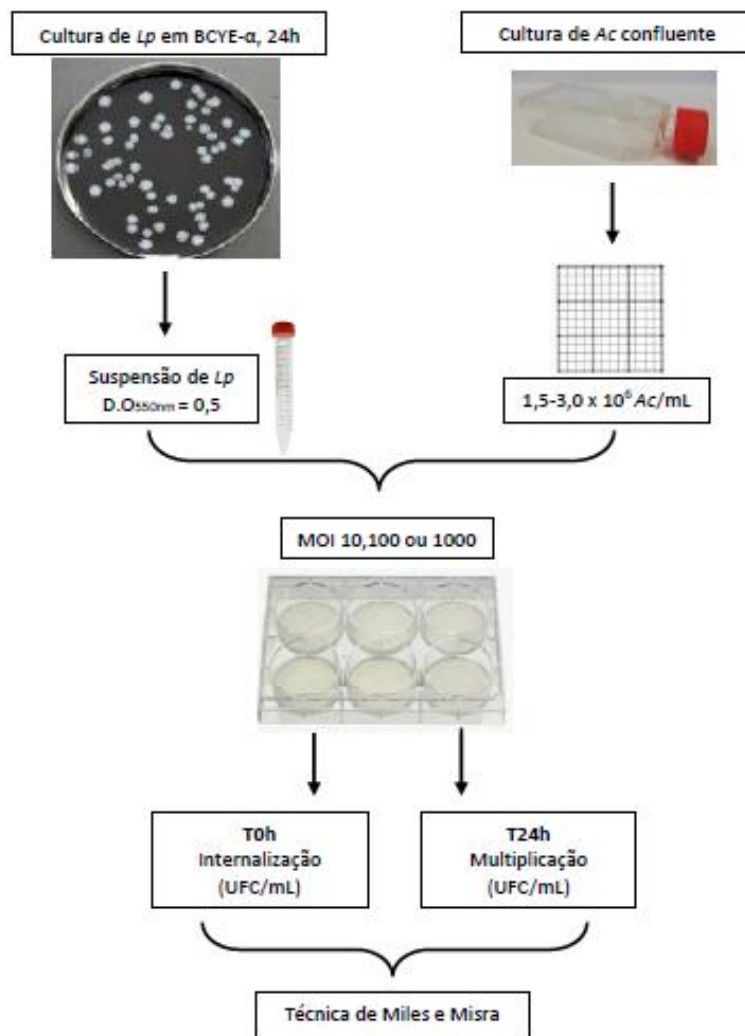 Cultura de Lp em BCYE-α, 24h
Cultura de Ac confluente
Suspensão de Lp
D.O550nm = 0,5
1,5-3,0 x 10⁶ Ac/mL
MOI 10,100 ou 1000
T0h
Internalização
(UFC/mL)
T24h
Multiplicação
(UFC/mL)
Técnica de Miles e Misra